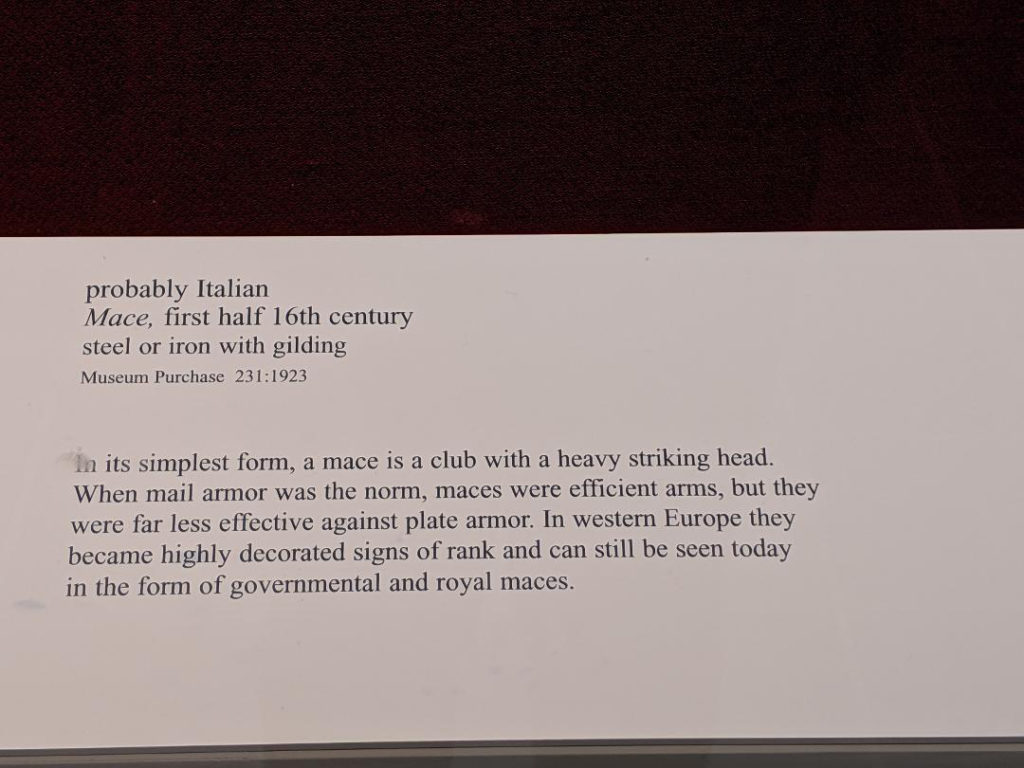 probably Italian
Mace, first half 16th century
steel or iron with gilding
Museum Purchase 231:1923
In its simplest form, a mace is a club with a heavy striking head.
When mail armor was the norm, maces were efficient arms, but they
were far less effective against plate armor. In western Europe they
became highly decorated signs of rank and can still be seen today
in the form of governmental and royal maces.